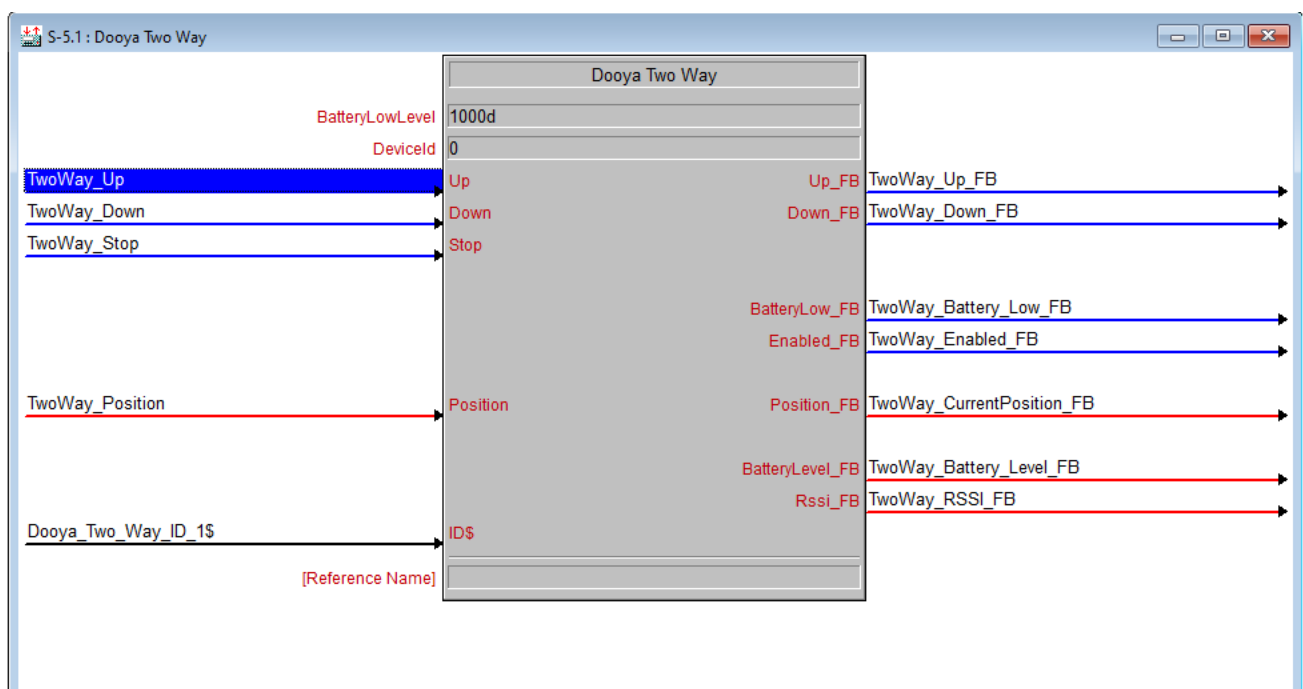 S-5.1 : Dooya Two Way
Dooya Two Way
BatteryLowLevel 1000d
DeviceId 0
TwoWay_Up Up Up_FB TwoWay_Up_FB
TwoWay_Down Down Down_FB TwoWay_Down_FB
TwoWay_Stop Stop
BatteryLow_FB TwoWay_Battery_Low_FB
Enabled_FB TwoWay_Enabled_FB
TwoWay_Position Position Position_FB TwoWay_CurrentPosition_FB
BatteryLevel_FB TwoWay_Battery_Level_FB
Rssi_FB TwoWay_RSSI_FB
Dooya_Two_Way_ID_1$ ID$
[Reference Name]